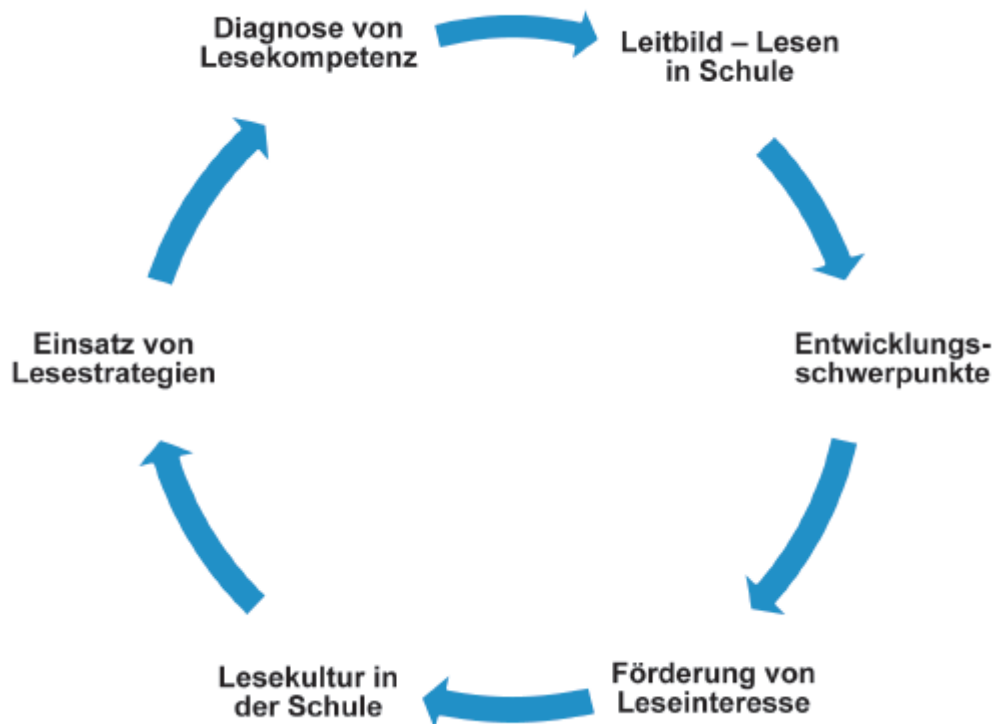 Diagnose von
Lesekompetenz
Leitbild – Lesen
in Schule
Entwicklungs-
schwerpunkte
Förderung von
Leseinteresse
Lesekultur in
der Schule
Einsatz von
Lesestrategien